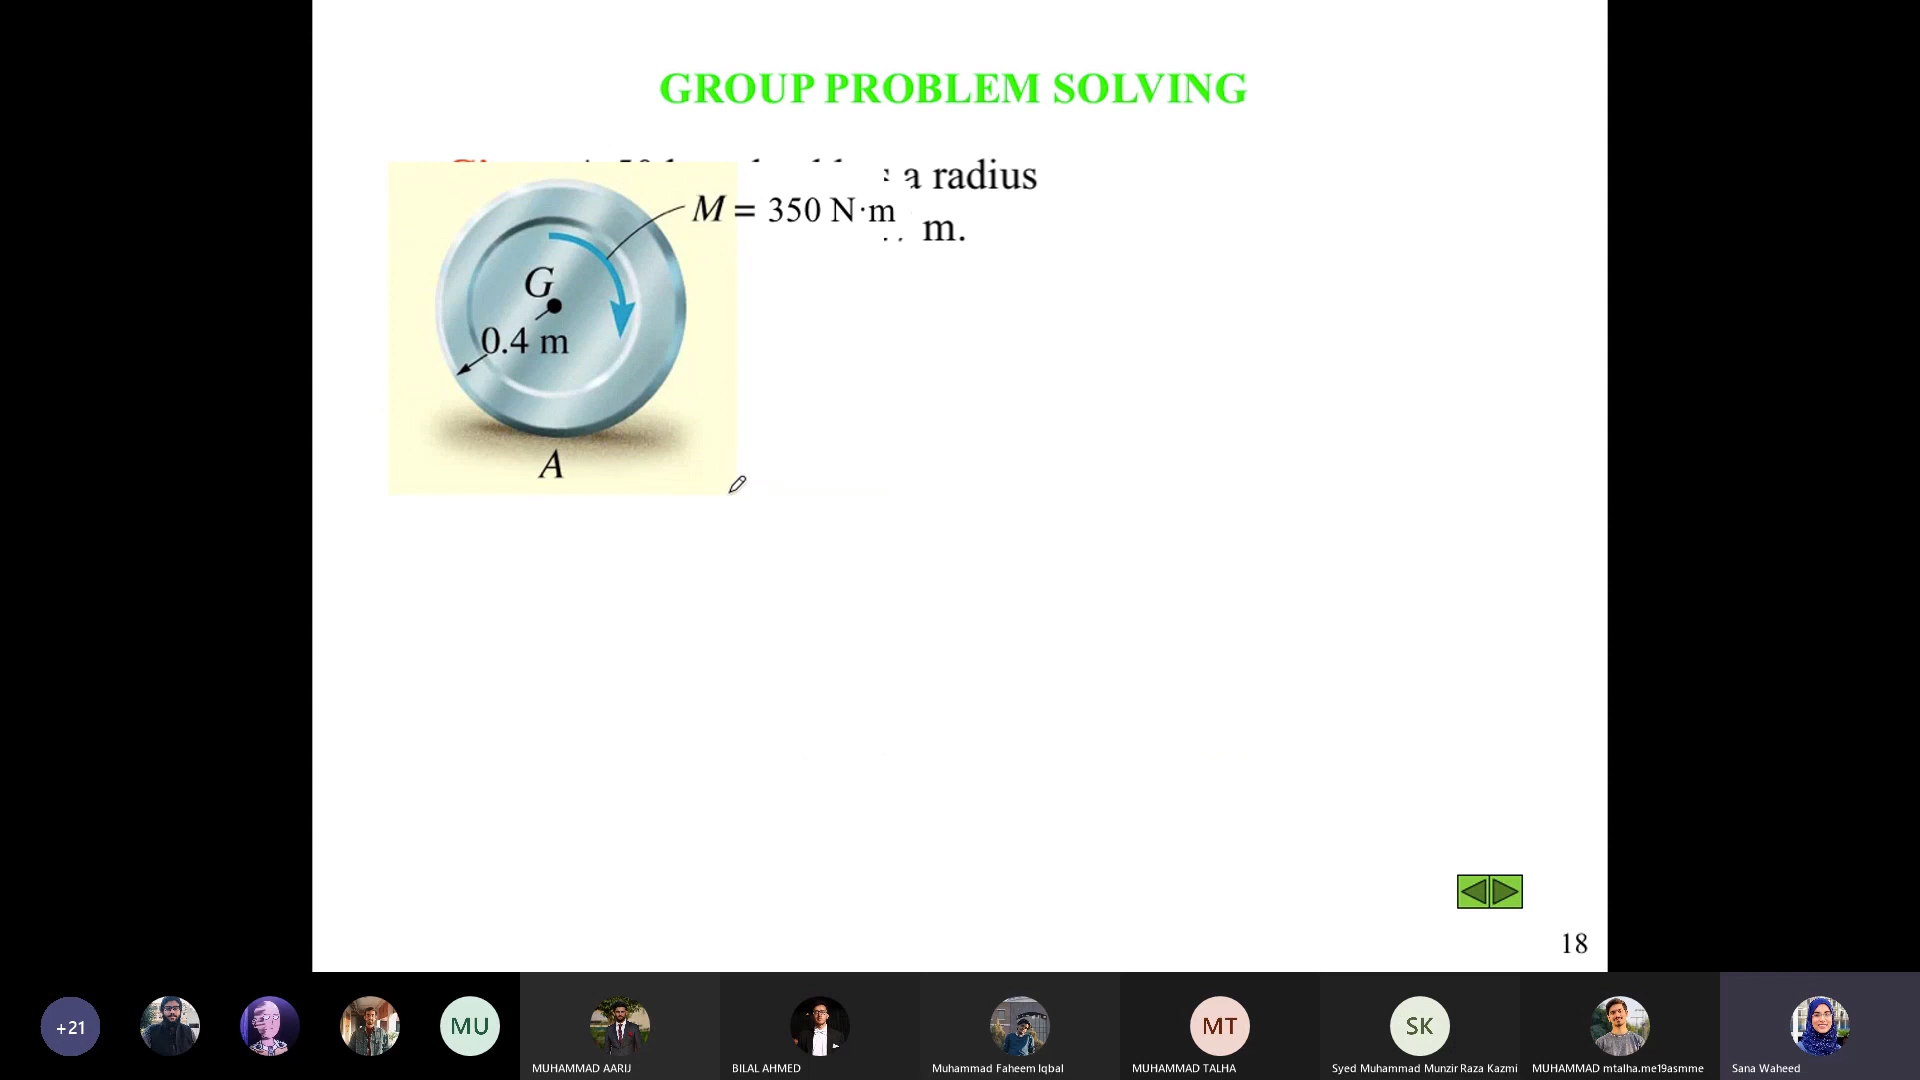 GROUP PROBLEM SOLVING
a radius
m.
M = 350 N·m
G
0.4 m
A
18
+21
MU
MT
SK
MUHAMMAD AARIJ
BILAL AHMED
Muhammad Faheem Iqbal
MUHAMMAD TALHA
Syed Muhammad Munzir Raza Kazmi
MUHAMMAD mtalha.me19asmme
Sana Waheed